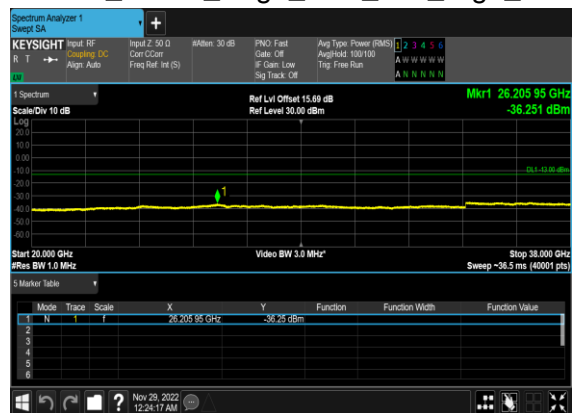 Spectrum Analyzer 1
Swept SA
+
KEYSIGHT
R T
Input: RF
Coupling: DC
Align: Auto
Input Z: 50 Ω
Corr CCorr
Freq Ref: Int (S)
#Atten: 30 dB
PNO: Fast
Gate: Off
IF Gain: Low
Sig Track: Off
Avg Type: Power (RMS)
Avg|Hold: 100/100
Trig: Free Run
1 2 3 4 5 6
A W W W W W
A N N N N N
1 Spectrum
Scale/Div 10 dB
Ref Lvl Offset 15.69 dB
Ref Level 30.00 dBm
Mkr1 26.205 95 GHz
-36.251 dBm
Log
20.0
10.0
0.00
-10.0
-20.0
-30.0
-40.0
-50.0
-60.0
DL1 -13.00 dBm
1
Start 20.000 GHz
#Res BW 1.0 MHz
Video BW 3.0 MHz*
Stop 38.000 GHz
Sweep ~36.5 ms (40001 pts)
5 Marker Table
Mode Trace Scale X Y Function Function Width Function Value
1 N 1 f 26.205 95 GHz -36.25 dBm
2
3
4
5
6
?
Nov 29, 2022
12:24:17 AM